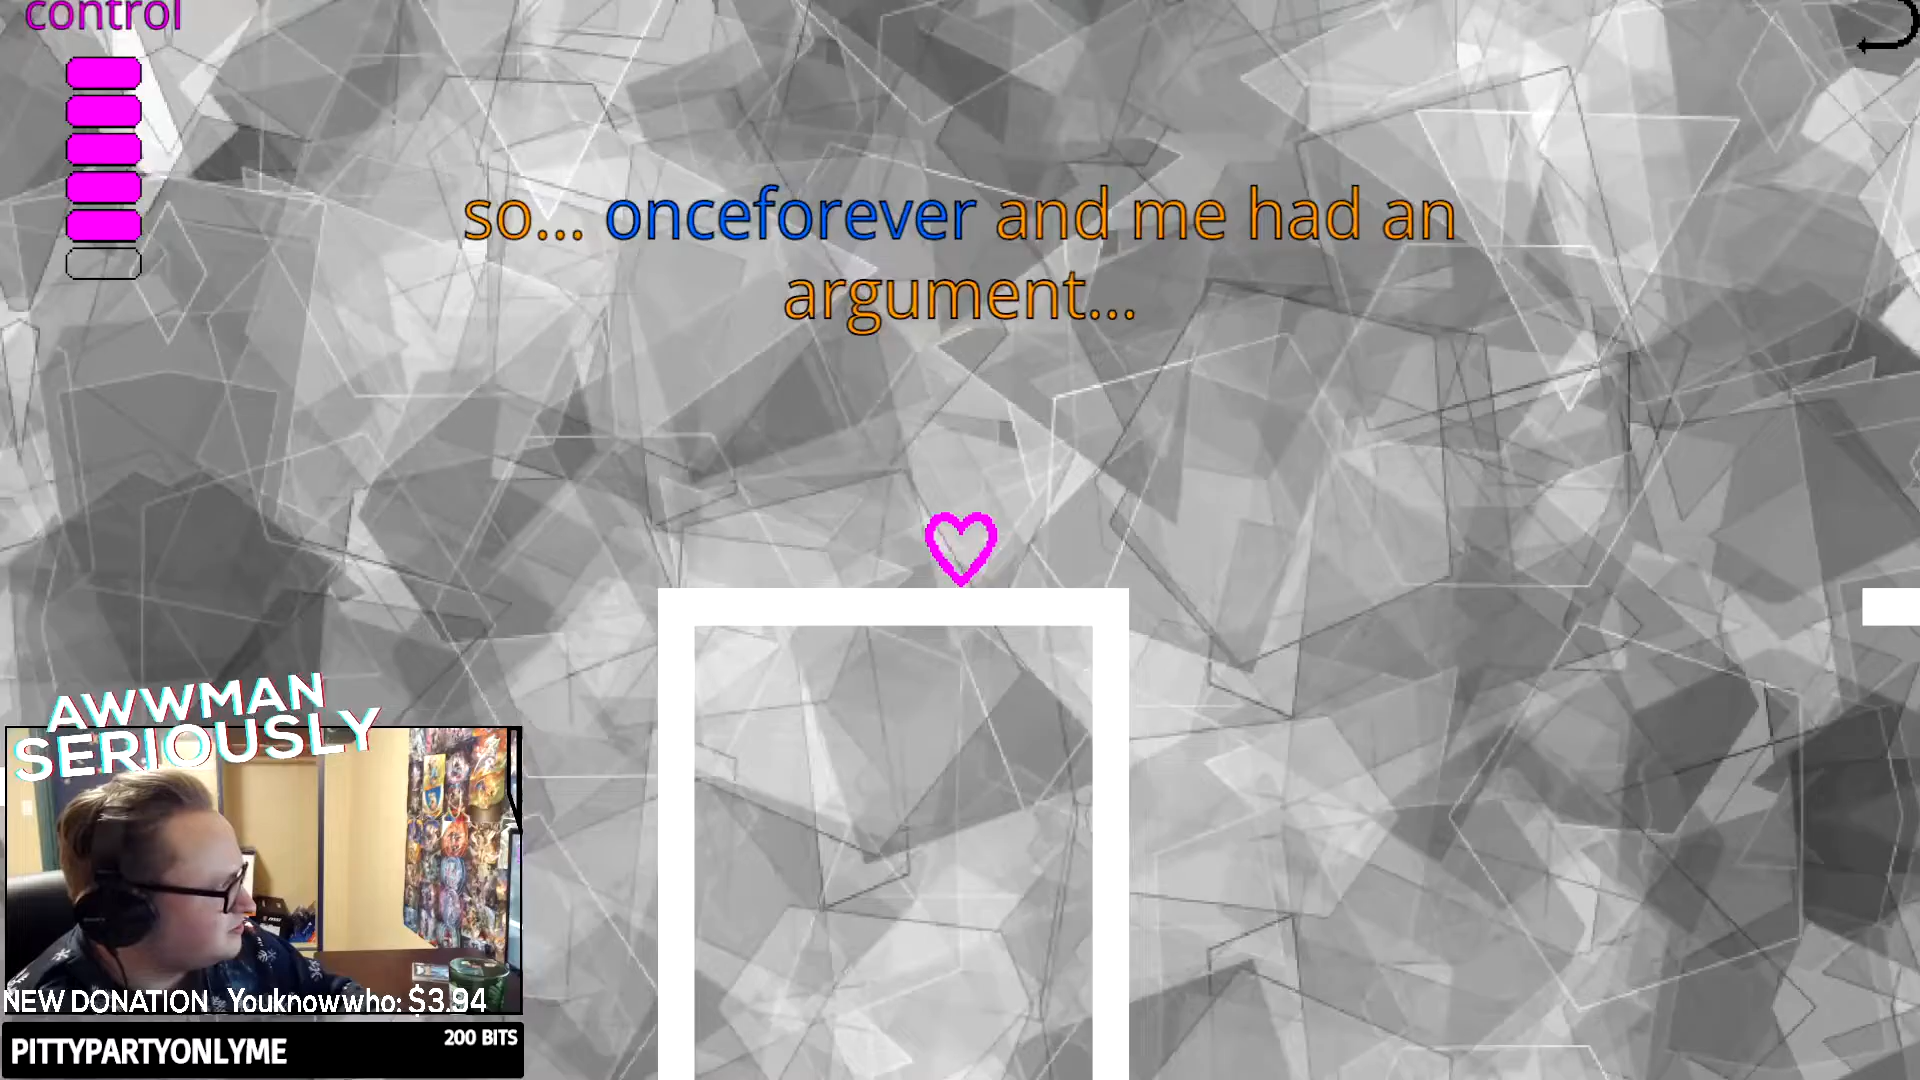 control
so... onceforever and me had an
argument...
AWWMAN
SERIOUSLY
NEW DONATION Youknowwho: $3.94
200 BITS
PITTYPARTYONLYME